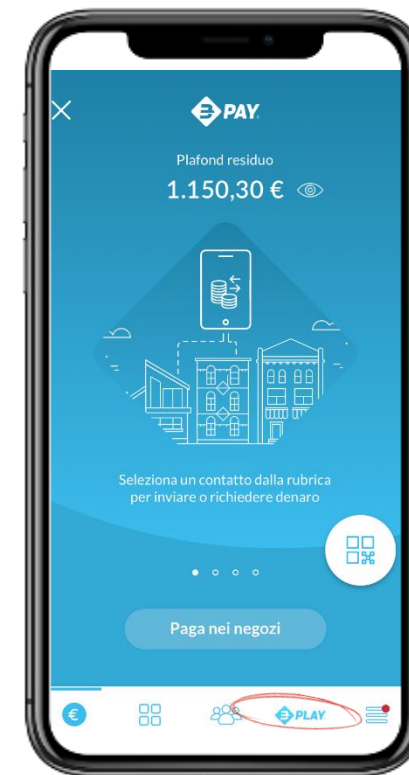 PAY
Plafond residuo
1.150,30 €
Seleziona un contatto dalla rubrica
per inviare o richiedere denaro
Paga nei negozi
€
PLAY